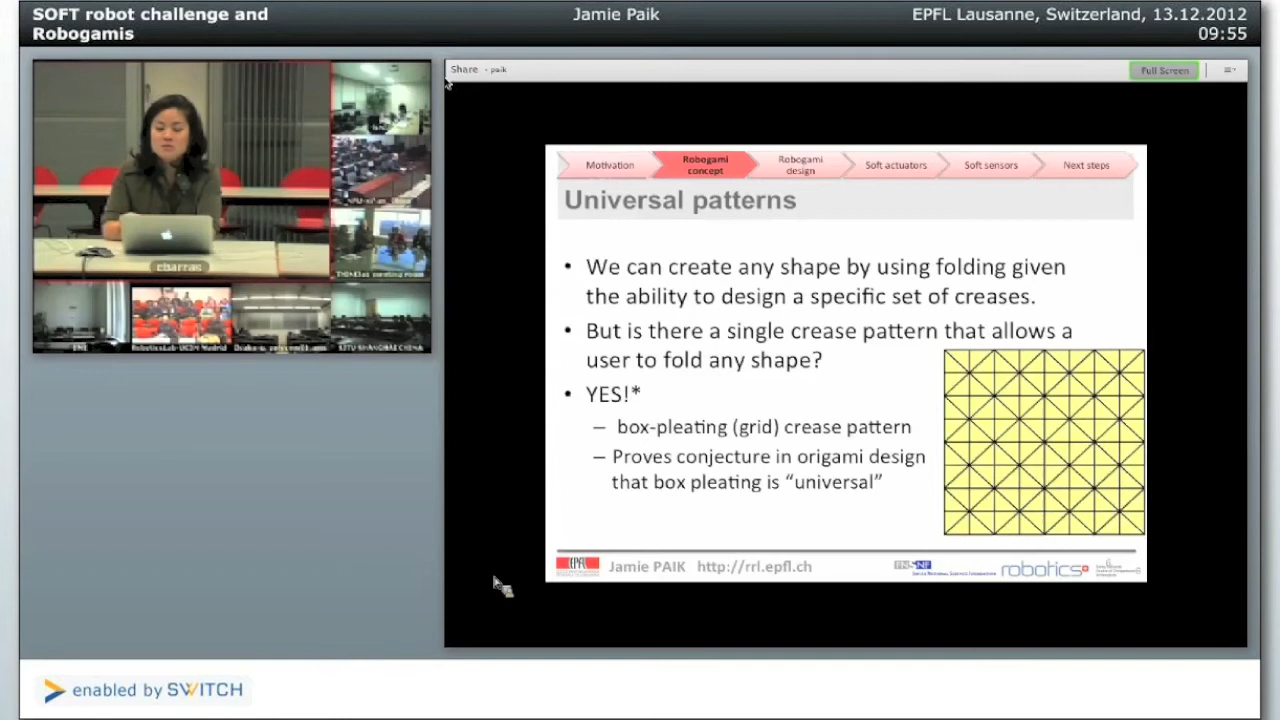 SOFT robot challenge and
Robogamis
Jamie Paik
EPFL Lausanne, Switzerland, 13.12.2012
09:55
Share - paik
Full Screen
charras
Motivation
Robogami
concept
Robogami
design
Soft actuators
Soft sensors
Next steps
Universal patterns
• We can create any shape by using folding given
the ability to design a specific set of creases.
• But is there a single crease pattern that allows a
user to fold any shape?
• YES!*
– box-pleating (grid) crease pattern
– Proves conjecture in origami design
that box pleating is “universal”
Jamie PAIK http://rrl.epfl.ch
FNSNF
robotics+
enabled by SWITCH